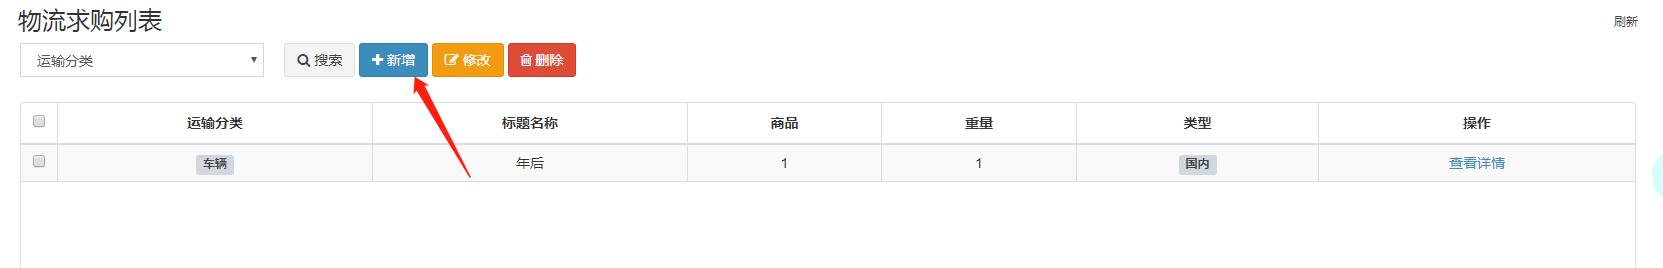 物流求购列表
刷新
运输分类 搜索 新增 修改 删除
运输分类 标题名称 商品 重量 类型 操作
车辆 年后 1 1 国内 查看详情